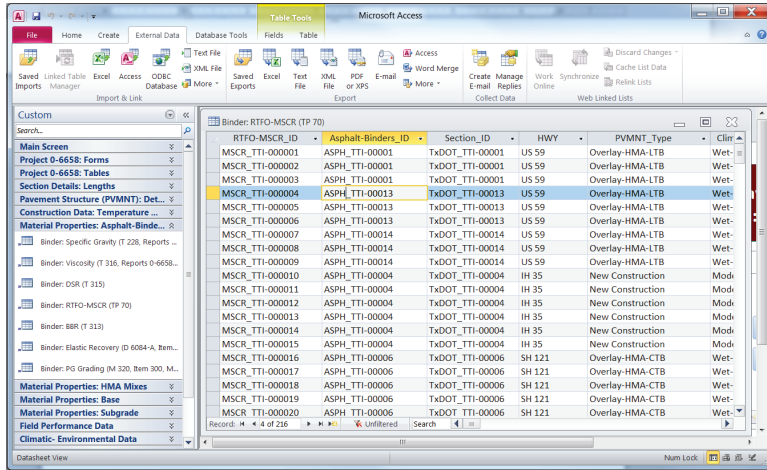 Table Tools
Microsoft Access
File Home Create External Data Database Tools Fields Table
Saved Imports
Linked Table Manager
Excel
Access
ODBC Database
Text File
XML File
More
Import & Link
Saved Exports
Excel
Text File
XML File
PDF or XPS
E-mail
Access
Word Merge
More
Export
Create E-mail
Manage Replies
Collect Data
Work Online
Synchronize
Discard Changes
Cache List Data
Relink Lists
Web Linked Lists
Custom
Search...
Main Screen
Project 0-6658: Forms
Project 0-6658: Tables
Section Details: Lengths
Pavement Structure (PVMNT): Det...
Construction Data: Temperature ...
Material Properties: Asphalt-Binde...
Binder: Specific Gravity (T 228, Reports ...
Binder: Viscosity (T 316, Reports 0-6658...
Binder: DSR (T 315)
Binder: RTFO-MSCR (TP 70)
Binder: BBR (T 313)
Binder: Elastic Recovery (D 6084-A, Item...
Binder: PG Grading (M 320, Item 300, M...
Material Properties: HMA Mixes
Material Properties: Base
Material Properties: Subgrade
Field Performance Data
Climatic- Environmental Data
Binder: RTFO-MSCR (TP 70)
RTFO-MSCR_ID Asphalt-Binders_ID Section_ID HWY PVMNT_Type Clim
MSCR_TTI-000001 ASPH_TTI-00001 TxDOT_TTI-00001 US 59 Overlay-HMA-LTB Wet-
MSCR_TTI-000002 ASPH_TTI-00001 TxDOT_TTI-00001 US 59 Overlay-HMA-LTB Wet-
MSCR_TTI-000003 ASPH_TTI-00001 TxDOT_TTI-00001 US 59 Overlay-HMA-LTB Wet-
MSCR_TTI-000004 ASPH_TTI-00013 TxDOT_TTI-00013 US 59 Overlay-HMA-LTB Wet-
MSCR_TTI-000005 ASPH_TTI-00013 TxDOT_TTI-00013 US 59 Overlay-HMA-LTB Wet-
MSCR_TTI-000006 ASPH_TTI-00013 TxDOT_TTI-00013 US 59 Overlay-HMA-LTB Wet-
MSCR_TTI-000007 ASPH_TTI-00014 TxDOT_TTI-00014 US 59 Overlay-HMA-LTB Wet-
MSCR_TTI-000008 ASPH_TTI-00014 TxDOT_TTI-00014 US 59 Overlay-HMA-LTB Wet-
MSCR_TTI-000009 ASPH_TTI-00014 TxDOT_TTI-00014 US 59 Overlay-HMA-LTB Wet-
MSCR_TTI-000010 ASPH_TTI-00004 TxDOT_TTI-00004 IH 35 New Construction Mode
MSCR_TTI-000011 ASPH_TTI-00004 TxDOT_TTI-00004 IH 35 New Construction Mode
MSCR_TTI-000012 ASPH_TTI-00004 TxDOT_TTI-00004 IH 35 New Construction Mode
MSCR_TTI-000013 ASPH_TTI-00004 TxDOT_TTI-00004 IH 35 New Construction Mode
MSCR_TTI-000014 ASPH_TTI-00004 TxDOT_TTI-00004 IH 35 New Construction Mode
MSCR_TTI-000015 ASPH_TTI-00004 TxDOT_TTI-00004 IH 35 New Construction Mode
MSCR_TTI-000016 ASPH_TTI-00006 TxDOT_TTI-00006 SH 121 Overlay-HMA-CTB Wet-
MSCR_TTI-000017 ASPH_TTI-00006 TxDOT_TTI-00006 SH 121 Overlay-HMA-CTB Wet-
MSCR_TTI-000018 ASPH_TTI-00006 TxDOT_TTI-00006 SH 121 Overlay-HMA-CTB Wet-
MSCR_TTI-000019 ASPH_TTI-00006 TxDOT_TTI-00006 SH 121 Overlay-HMA-CTB Wet-
MSCR_TTI-000020 ASPH_TTI-00006 TxDOT_TTI-00006 SH 121 Overlay-HMA-CTB Wet-
Record: 4 of 216 Unfiltered Search
Datasheet View
Num Lock